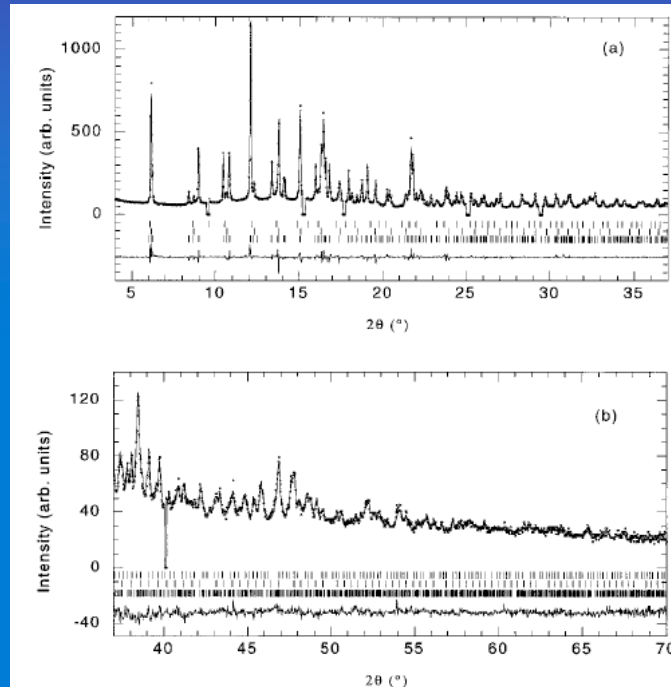 (a)
Intensity (arb. units)
1000
500
0
5 10 15 20 25 30 35
2θ (°)
(b)
Intensity (arb. units)
120
80
40
0
-40
40 45 50 55 60 65 70
2θ (°)